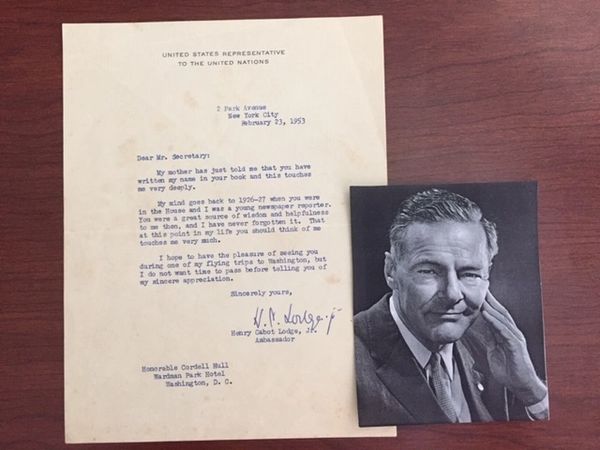 UNITED STATES REPRESENTATIVE
TO THE UNITED NATIONS
2 Park Avenue
New York City
February 23, 1953
Dear Mr. Secretary:
My mother has just told me that you have
written my name in your book and this touches
me very deeply.
My mind goes back to 1926-27 when you were
in the House and I was a young newspaper reporter.
You were a great source of wisdom and helpfulness
to me then, and I have never forgotten it. That
at this point in my life you should think of me
touches me very much.
I hope to have the pleasure of seeing you
during one of my flying trips to Washington, but
I do not want time to pass before telling you of
my sincere appreciation.
Sincerely yours,
H. C. Lodge Jr
Henry Cabot Lodge, Jr.
Ambassador
Honorable Cordell Hull
Wardman Park Hotel
Washington, D. C.